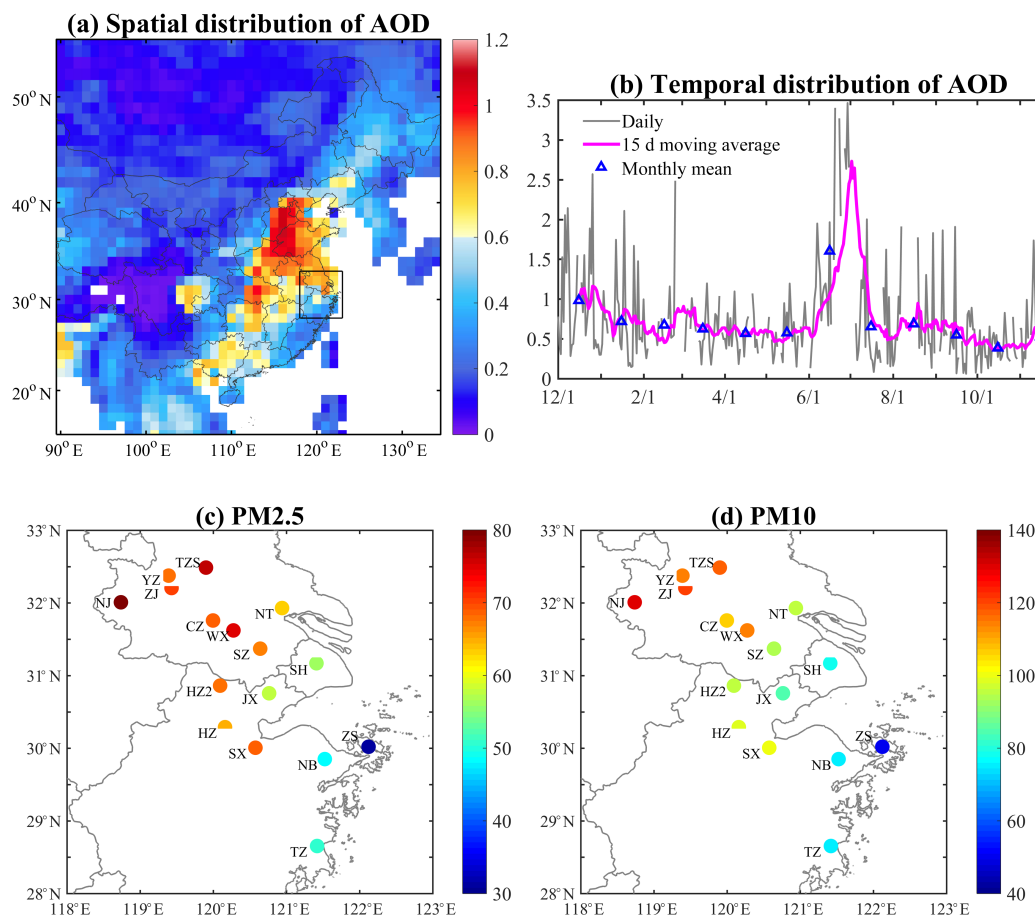 (a) Spatial distribution of AOD
50° N
40° N
30° N
20° N
90° E 100° E 110° E 120° E 130° E
1.2
1
0.8
0.6
0.4
0.2
0
(b) Temporal distribution of AOD
3.5
3
2.5
2
1.5
1
0.5
0
Daily
15 d moving average
Monthly mean
12/1 2/1 4/1 6/1 8/1 10/1
(c) PM2.5
33° N
32° N
31° N
30° N
29° N
28° N
118° E 119° E 120° E 121° E 122° E 123° E
TZS
YZ
ZJ
NJ
NT
CZ
WX
SZ
SH
HZ2
JX
HZ
ZS
SX
NB
TZ
80
70
60
50
40
30
(d) PM10
33° N
32° N
31° N
30° N
29° N
28° N
118° E 119° E 120° E 121° E 122° E 123° E
TZS
YZ
ZJ
NJ
NT
CZ
WX
SZ
SH
HZ2
JX
HZ
ZS
SX
NB
TZ
140
120
100
80
60
40